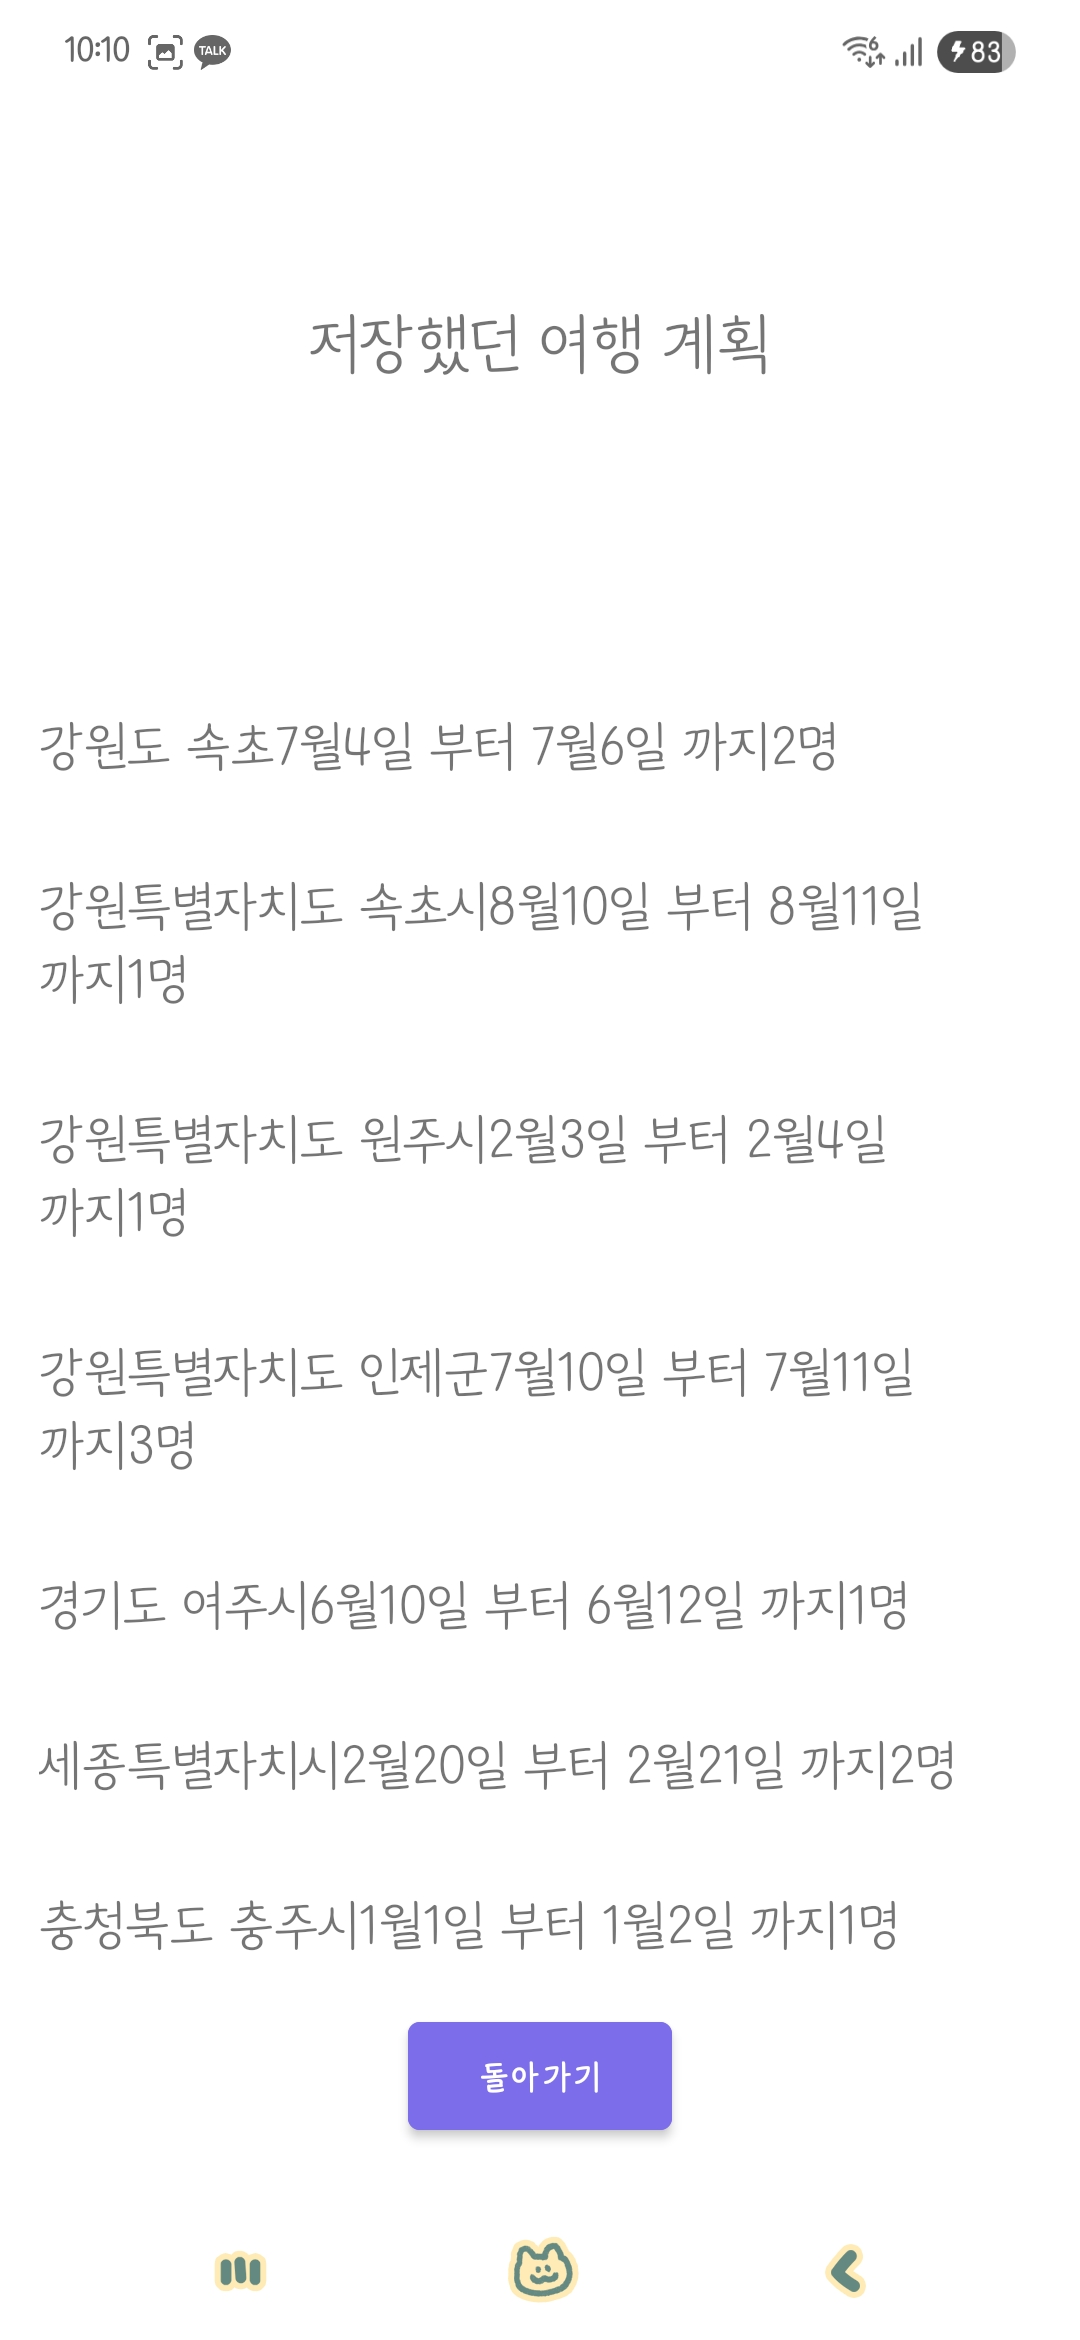 10:10 TALK 6 83
저장했던 여행 계획
강원도 속초7월4일 부터 7월6일 까지2명
강원특별자치도 속초시8월10일 부터 8월11일
까지1명
강원특별자치도 원주시2월3일 부터 2월4일
까지1명
강원특별자치도 인제군7월10일 부터 7월11일
까지3명
경기도 여주시6월10일 부터 6월12일 까지1명
세종특별자치시2월20일 부터 2월21일 까지2명
충청북도 충주시1월1일 부터 1월2일 까지1명
돌아가기